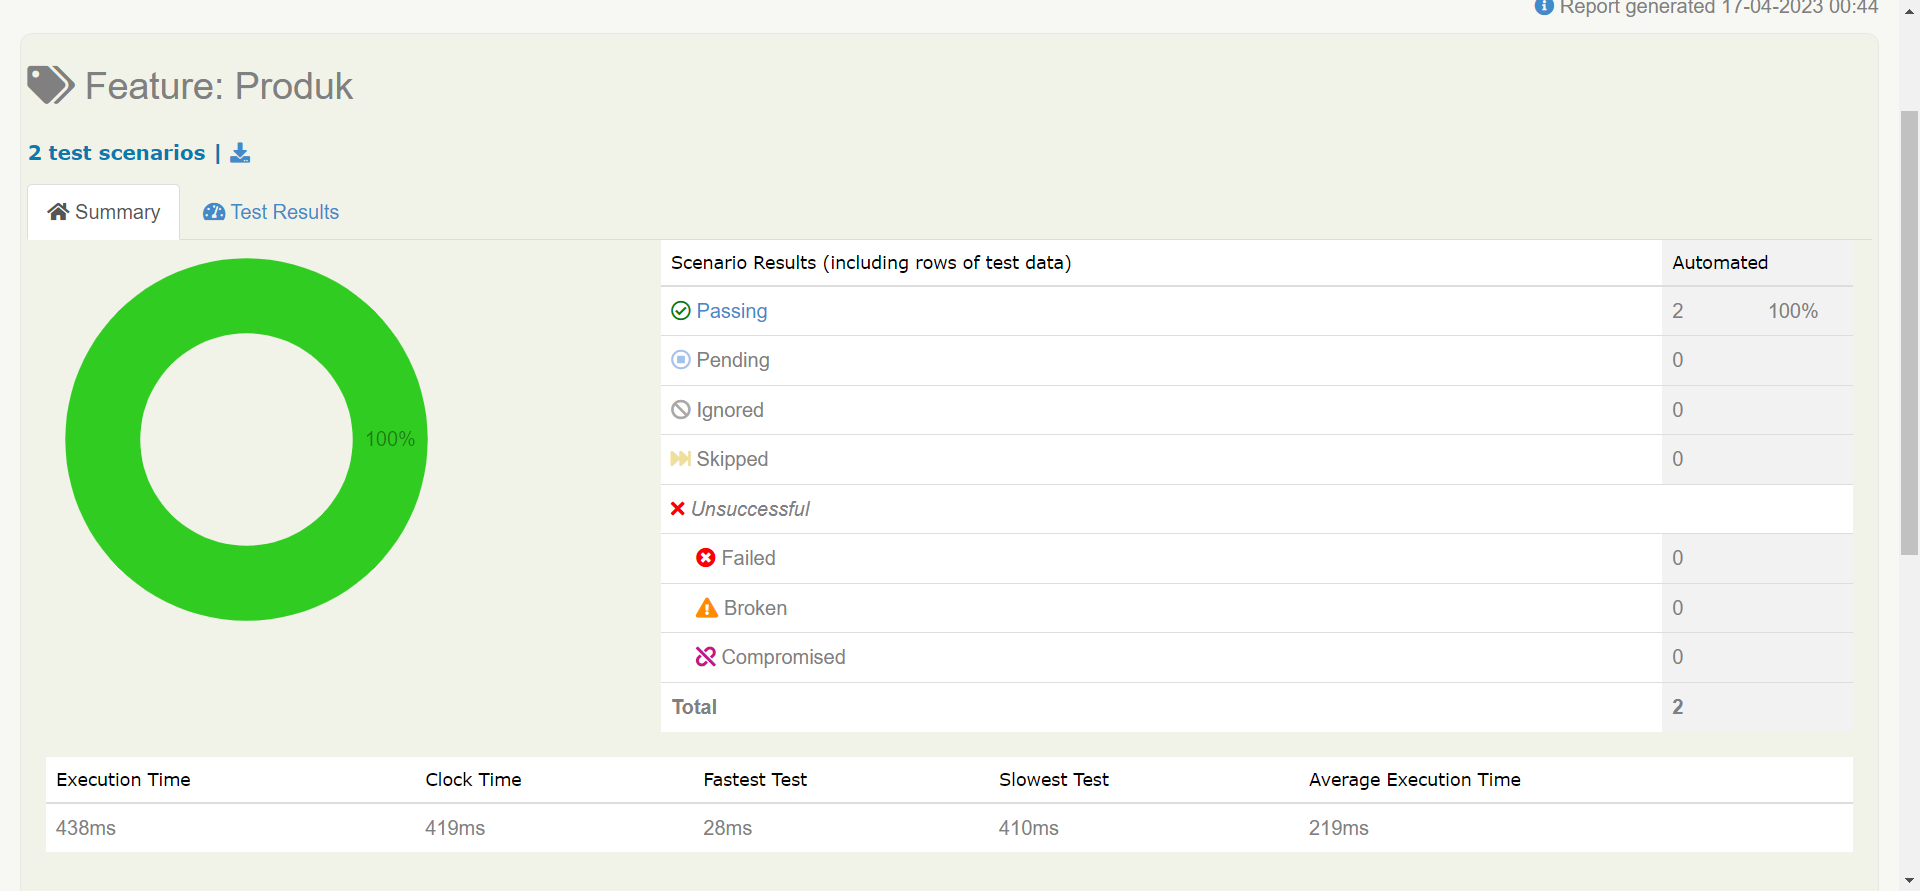 Report generated 17-04-2023 00:44
Feature: Produk
2 test scenarios |
Summary Test Results
Scenario Results (including rows of test data) Automated
Passing 2 100%
Pending 0
Ignored 0
Skipped 0
Unsuccessful
Failed 0
Broken 0
Compromised 0
Total 2
100%
Execution Time Clock Time Fastest Test Slowest Test Average Execution Time
438ms 419ms 28ms 410ms 219ms